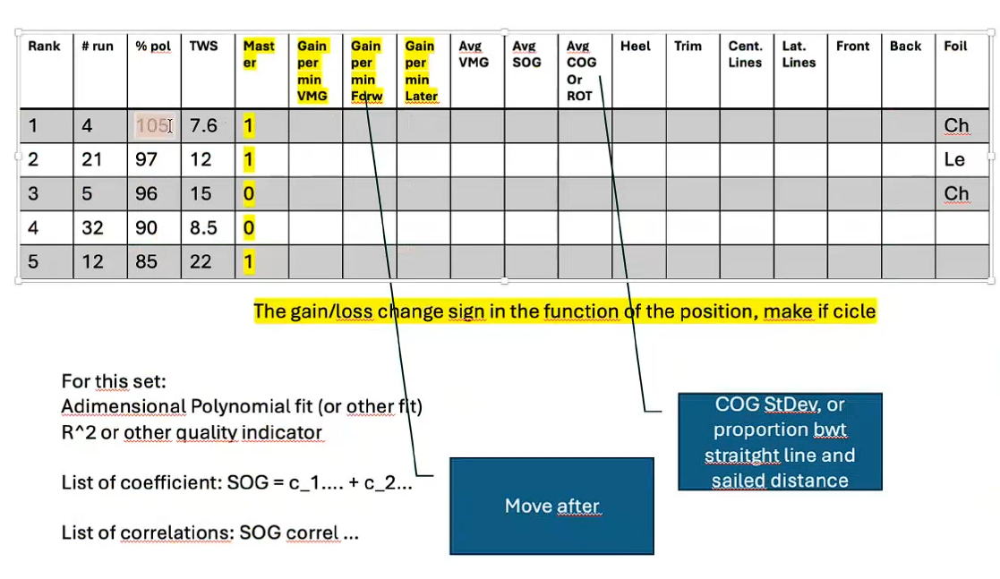 Rank # run % pol TWS Mast er Gain per min VMG Gain per min Forw Gain per min Later Avg VMG Avg SOG Avg COG Or ROT Heel Trim Cent. Lines Lat. Lines Front Back Foil
1 4 105 7.6 1 Ch
2 21 97 12 1 Le
3 5 96 15 0 Ch
4 32 90 8.5 0
5 12 85 22 1
The gain/loss change sign in the function of the position, make if cicle
For this set:
Adimensional Polynomial fit (or other fit)
R^2 or other quality indicator
List of coefficient: SOG = c_1.... + c_2...
List of correlations: SOG correl ...
Move after
COG StDev, or
proportion bwt
straitght line and
sailed distance